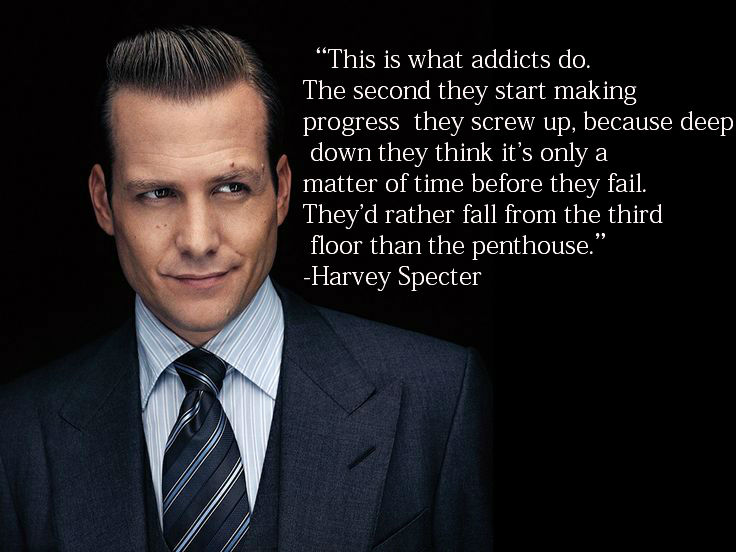 “This is what addicts do.
The second they start making
progress they screw up, because deep
down they think it’s only a
matter of time before they fail.
They’d rather fall from the third
floor than the penthouse.”
-Harvey Specter